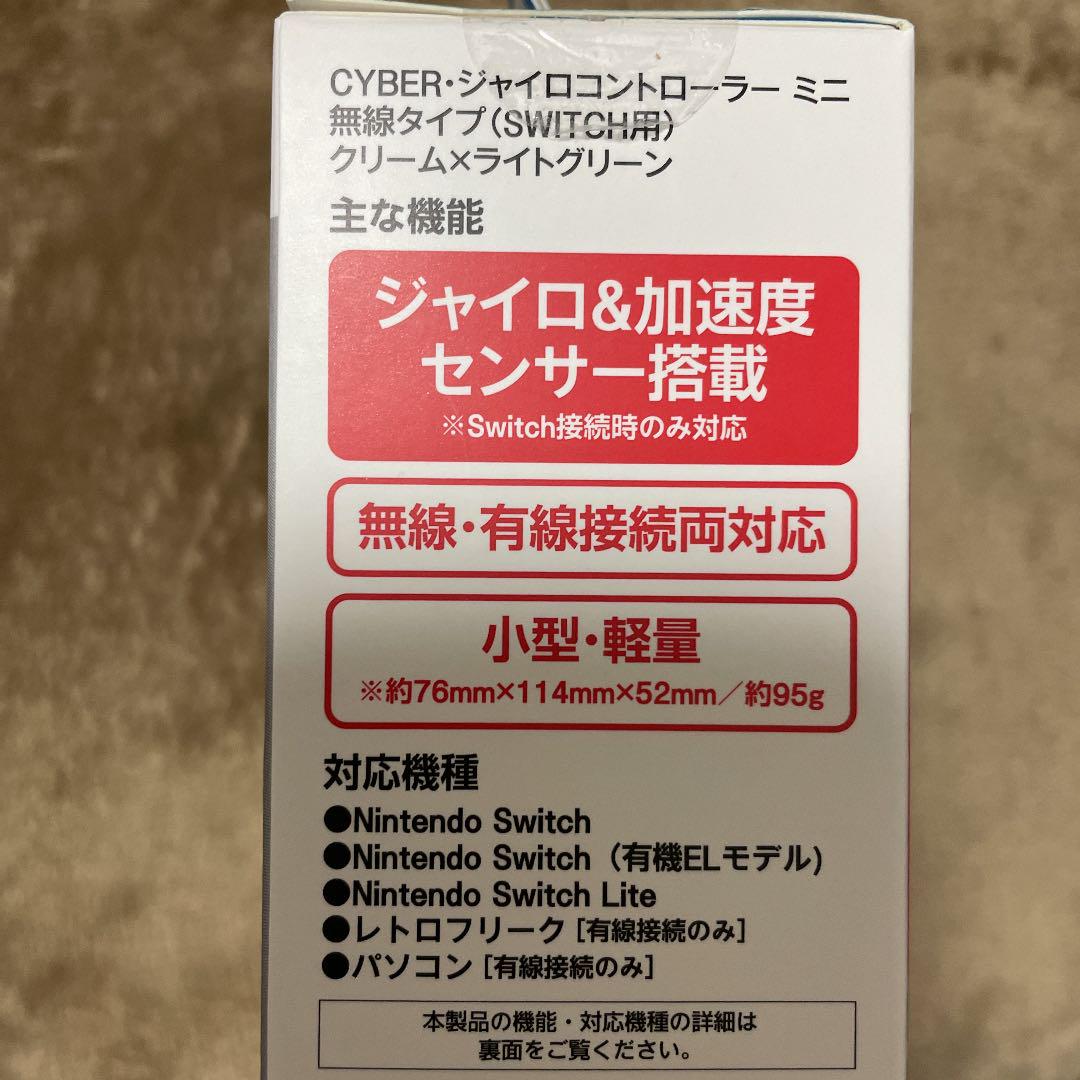 CYBER・ジャイロコントローラー ミニ
無線タイプ(SWITCH用)
クリーム×ライトグリーン
主な機能
ジャイロ&加速度
センサー搭載
※Switch接続時のみ対応
無線・有線接続両対応
小型・軽量
※約76mm×114mm×52mm／約95g
対応機種
●Nintendo Switch
●Nintendo Switch（有機ELモデル)
●Nintendo Switch Lite
●レトロフリーク [有線接続のみ]
●パソコン [有線接続のみ]
本製品の機能・対応機種の詳細は
裏面をご覧ください。